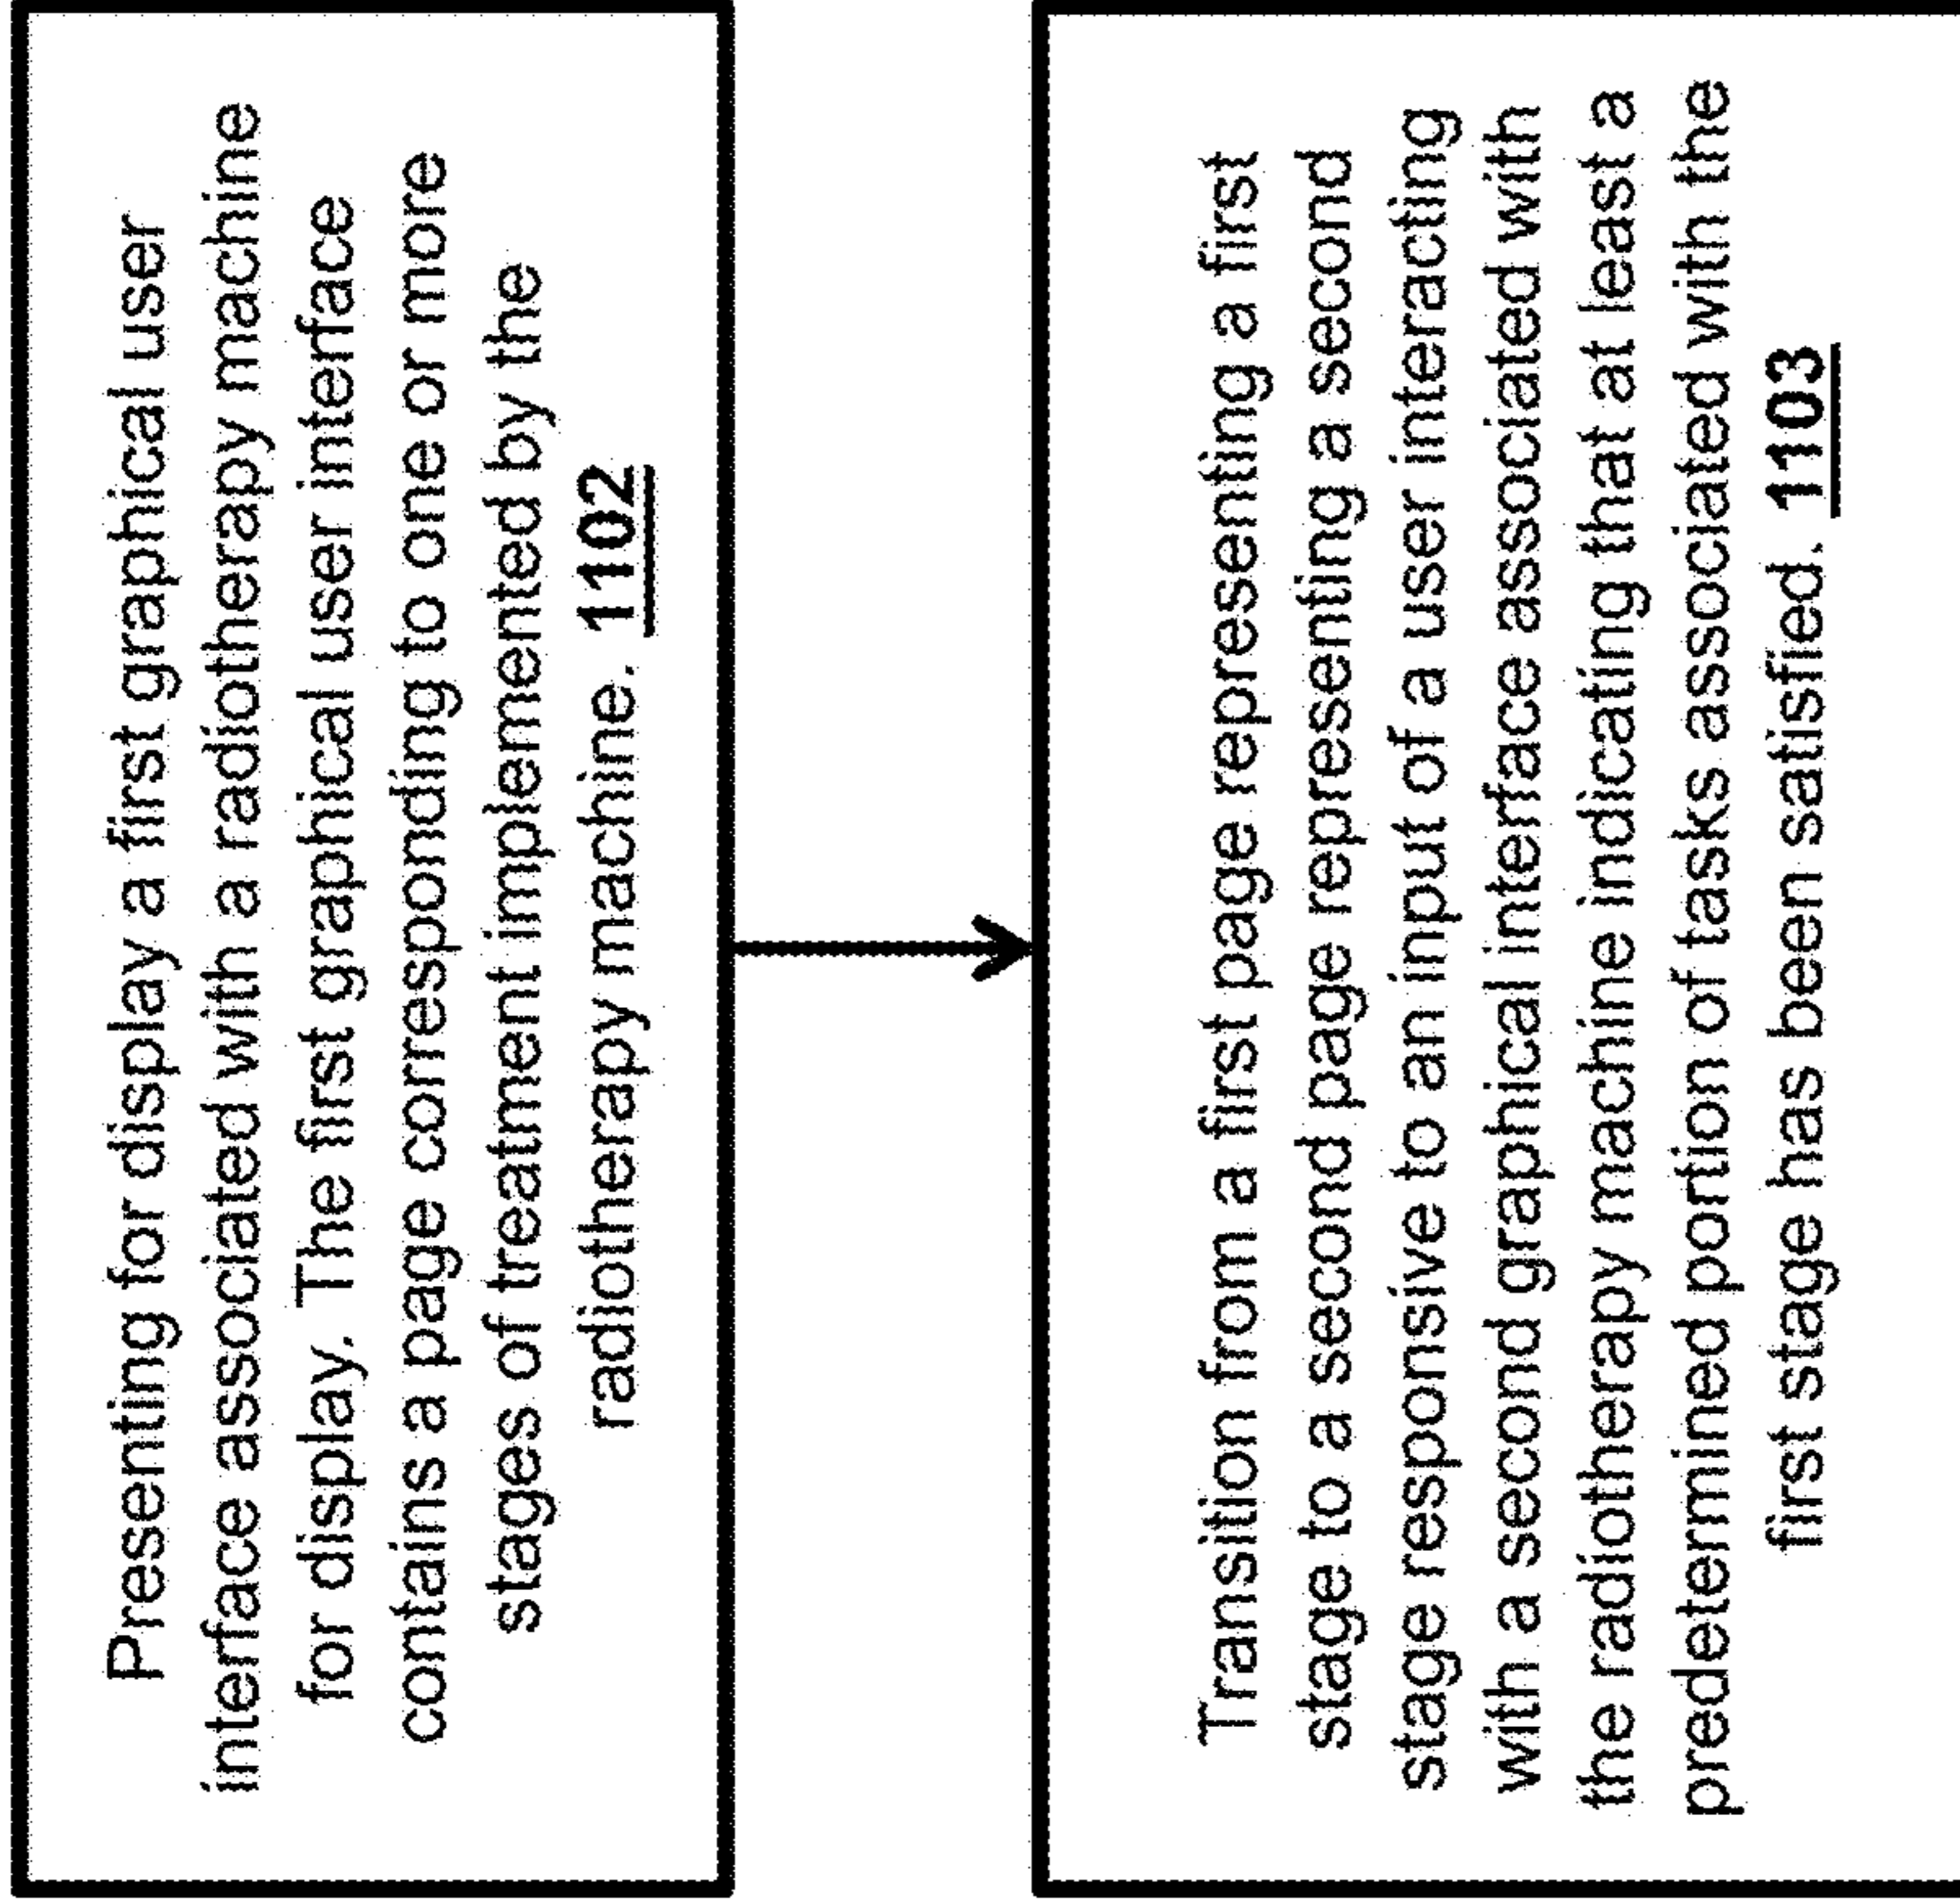 Presenting for display a first graphical user
interface associated with a radiotherapy machine
for display. The first graphical user interface
contains a page corresponding to one or more
stages of treatment implemented by the
radiotherapy machine. 1102
Transition from a first page representing a first
stage to a second page representing a second
stage responsive to an input of a user interacting
with a second graphical interface associated with
the radiotherapy machine indicating that at least a
predetermined portion of tasks associated with the
first stage has been satisfied. 1103